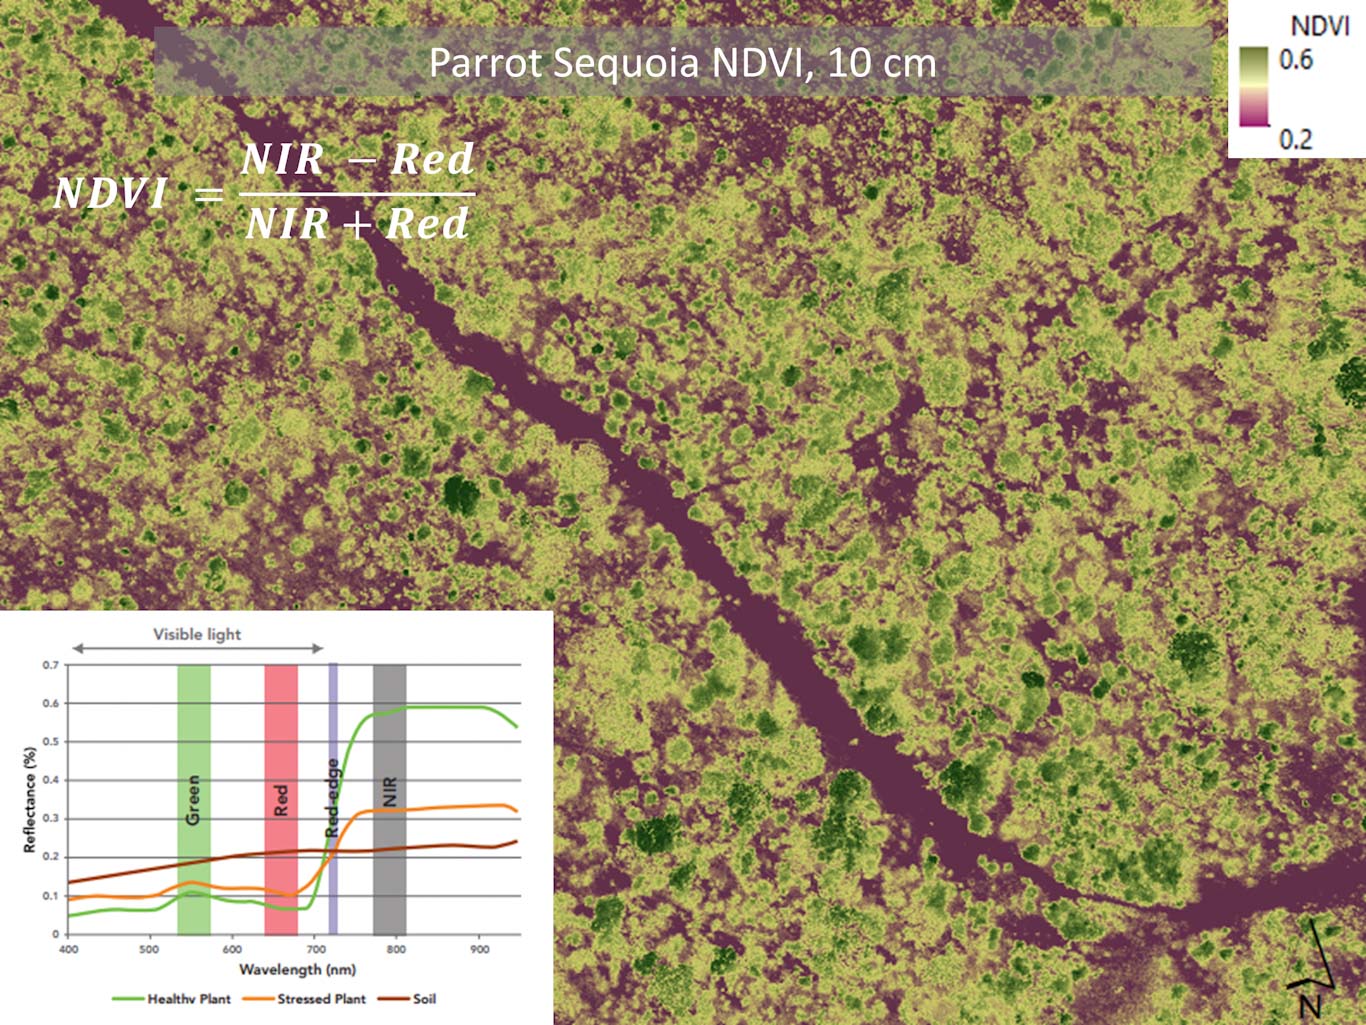 Parrot Sequoia NDVI, 10 cm
NDVI
0.6
0.2
NDVI = NIR − Red
NIR + Red
Visible light
0.7
0.6
0.5
0.4
0.3
0.2
0.1
0
Reflectance (%)
Green
Red
Red-edge
NIR
400 500 600 700 800 900
Wavelength (nm)
Healthy Plant Stressed Plant Soil
N